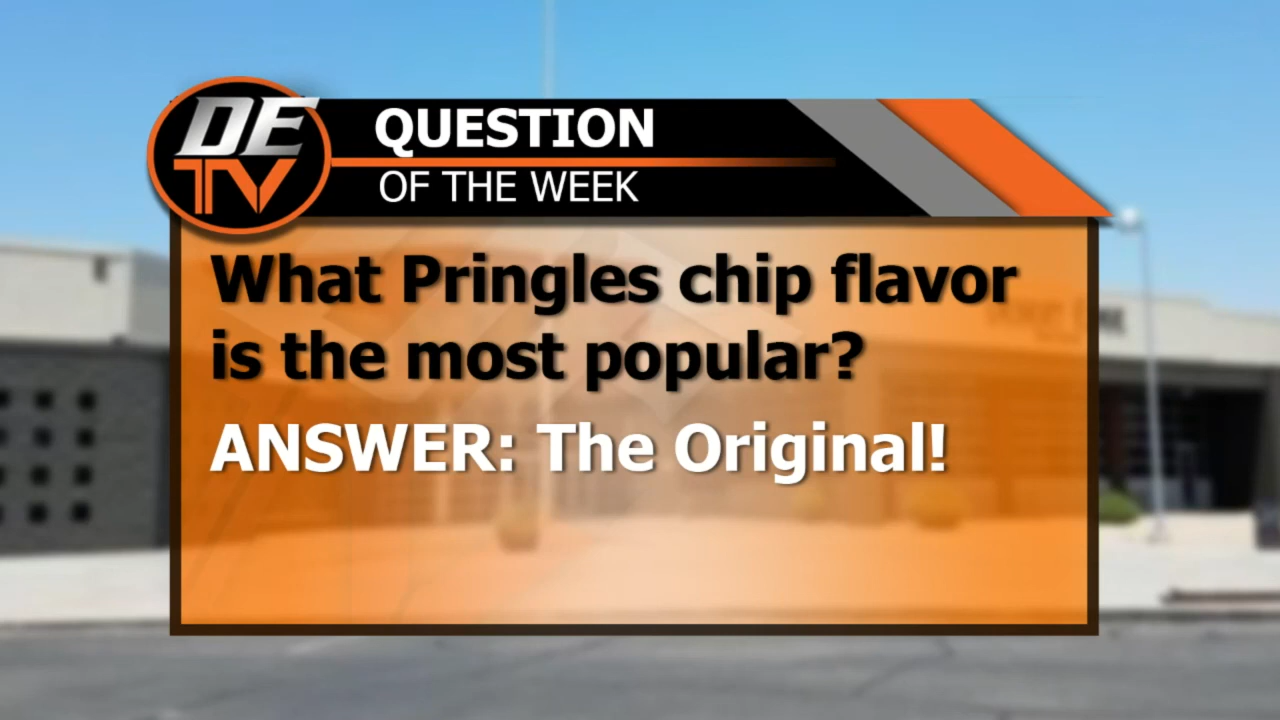 DE
TV
QUESTION
OF THE WEEK
What Pringles chip flavor
is the most popular?
ANSWER: The Original!